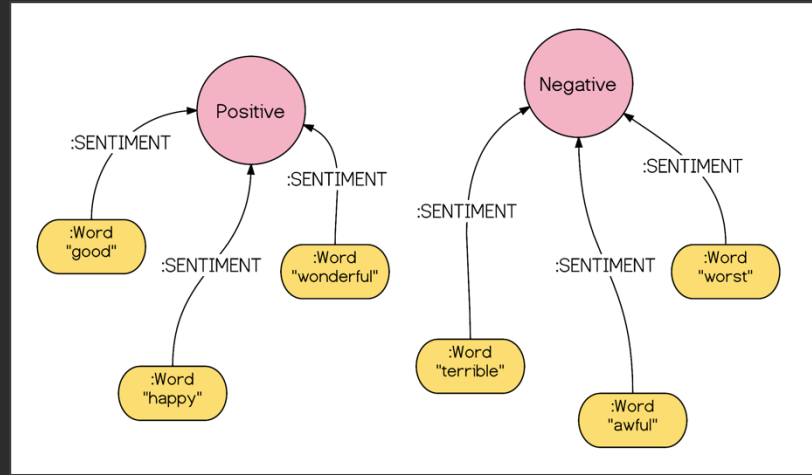 Positive
:SENTIMENT
:SENTIMENT
:SENTIMENT
:Word
"good"
:Word
"wonderful"
:Word
"happy"
Negative
:SENTIMENT
:SENTIMENT
:SENTIMENT
:Word
"worst"
:Word
"terrible"
:Word
"awful"